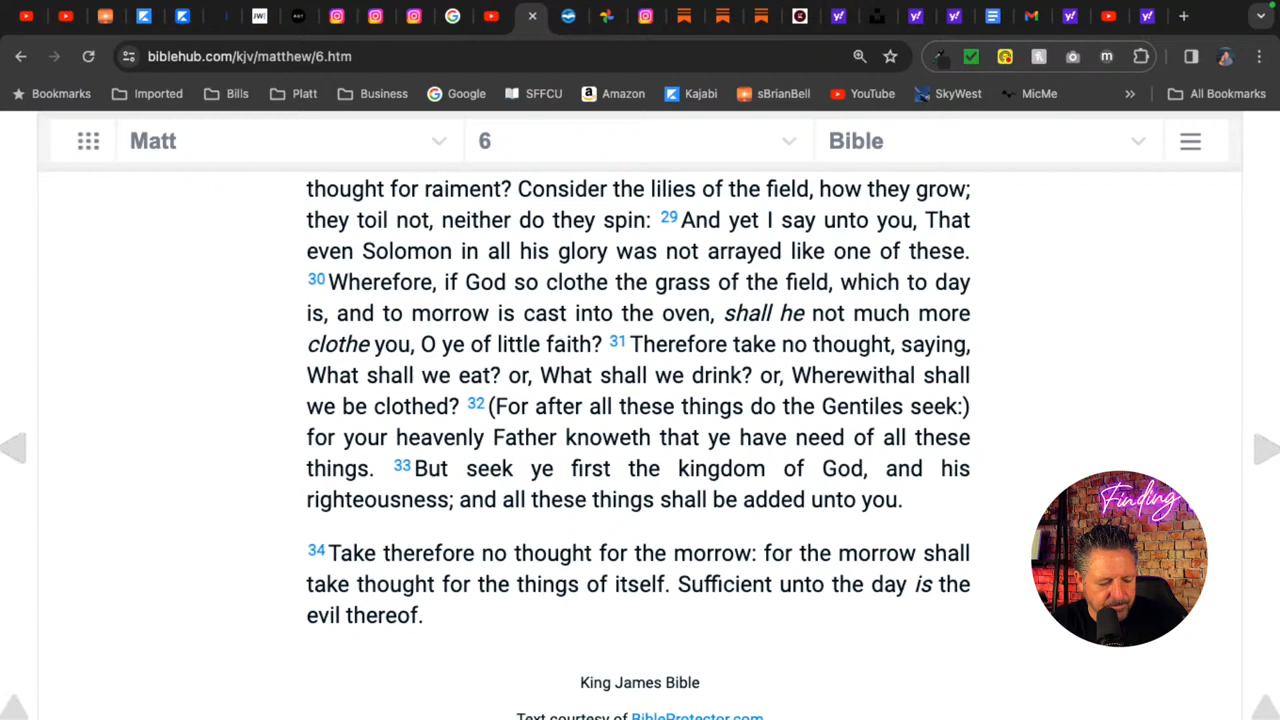 biblehub.com/kjv/matthew/6.htm
Bookmarks Imported Bills Platt Business Google SFFCU Amazon Kajabi sBrianBell YouTube SkyWest MicMe » All Bookmarks
Matt 6 Bible
thought for raiment? Consider the lilies of the field, how they grow;
they toil not, neither do they spin: 29 And yet I say unto you, That
even Solomon in all his glory was not arrayed like one of these.
30 Wherefore, if God so clothe the grass of the field, which to day
is, and to morrow is cast into the oven, shall he not much more
clothe you, O ye of little faith? 31 Therefore take no thought, saying,
What shall we eat? or, What shall we drink? or, Wherewithal shall
we be clothed? 32 (For after all these things do the Gentiles seek:)
for your heavenly Father knoweth that ye have need of all these
things. 33 But seek ye first the kingdom of God, and his
righteousness; and all these things shall be added unto you.
34 Take therefore no thought for the morrow: for the morrow shall
take thought for the things of itself. Sufficient unto the day is the
evil thereof.
Finding
King James Bible
Text courtesy of BibleProtector.com